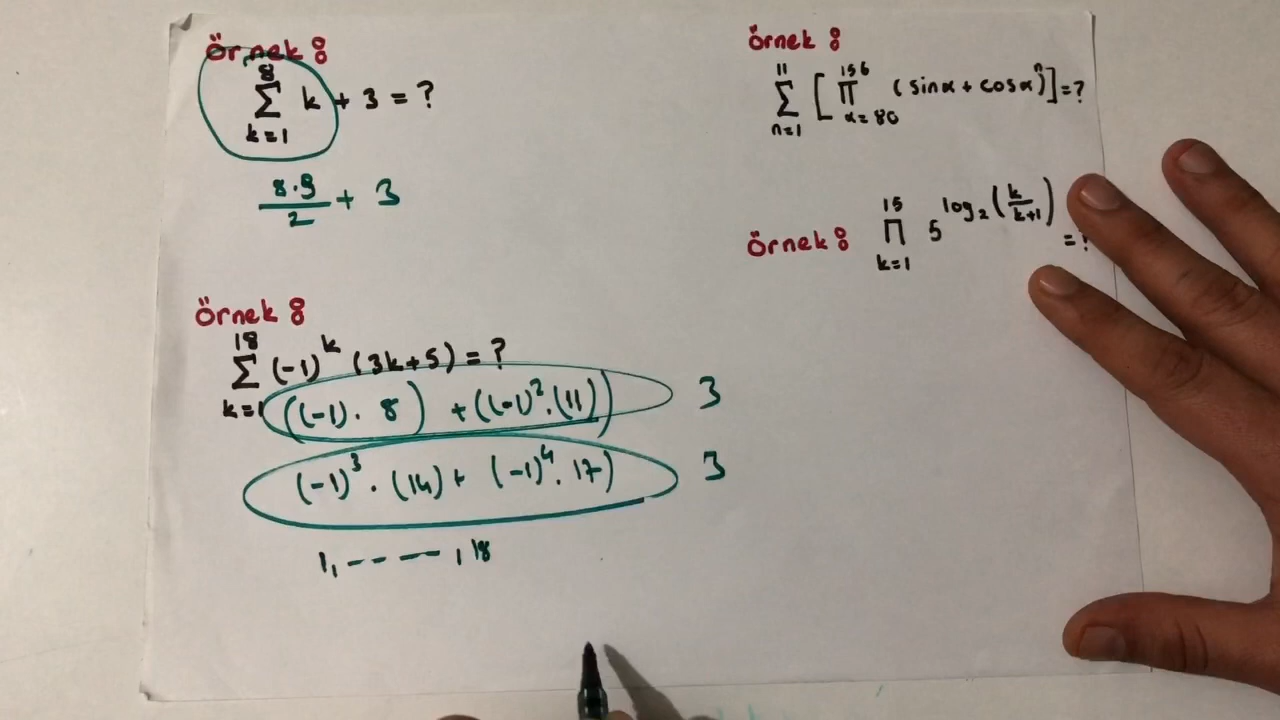 Örnek :
8
Σ k + 3 = ?
k=1
8.9/2 + 3
Örnek :
18
Σ (-1)^k (3k+5) = ?
k=1
((-1). 8) + ((-1)^2.(11)) 3
(-1)^3 . (14) + (-1)^4 . 17) 3
1, ---- , 18
Örnek :
11 156
Σ [ Π (sinα + cosα^n) ] = ?
n=1 α=80
15
Örnek : Π 5^log₂(k/k+1) = ?
k=1